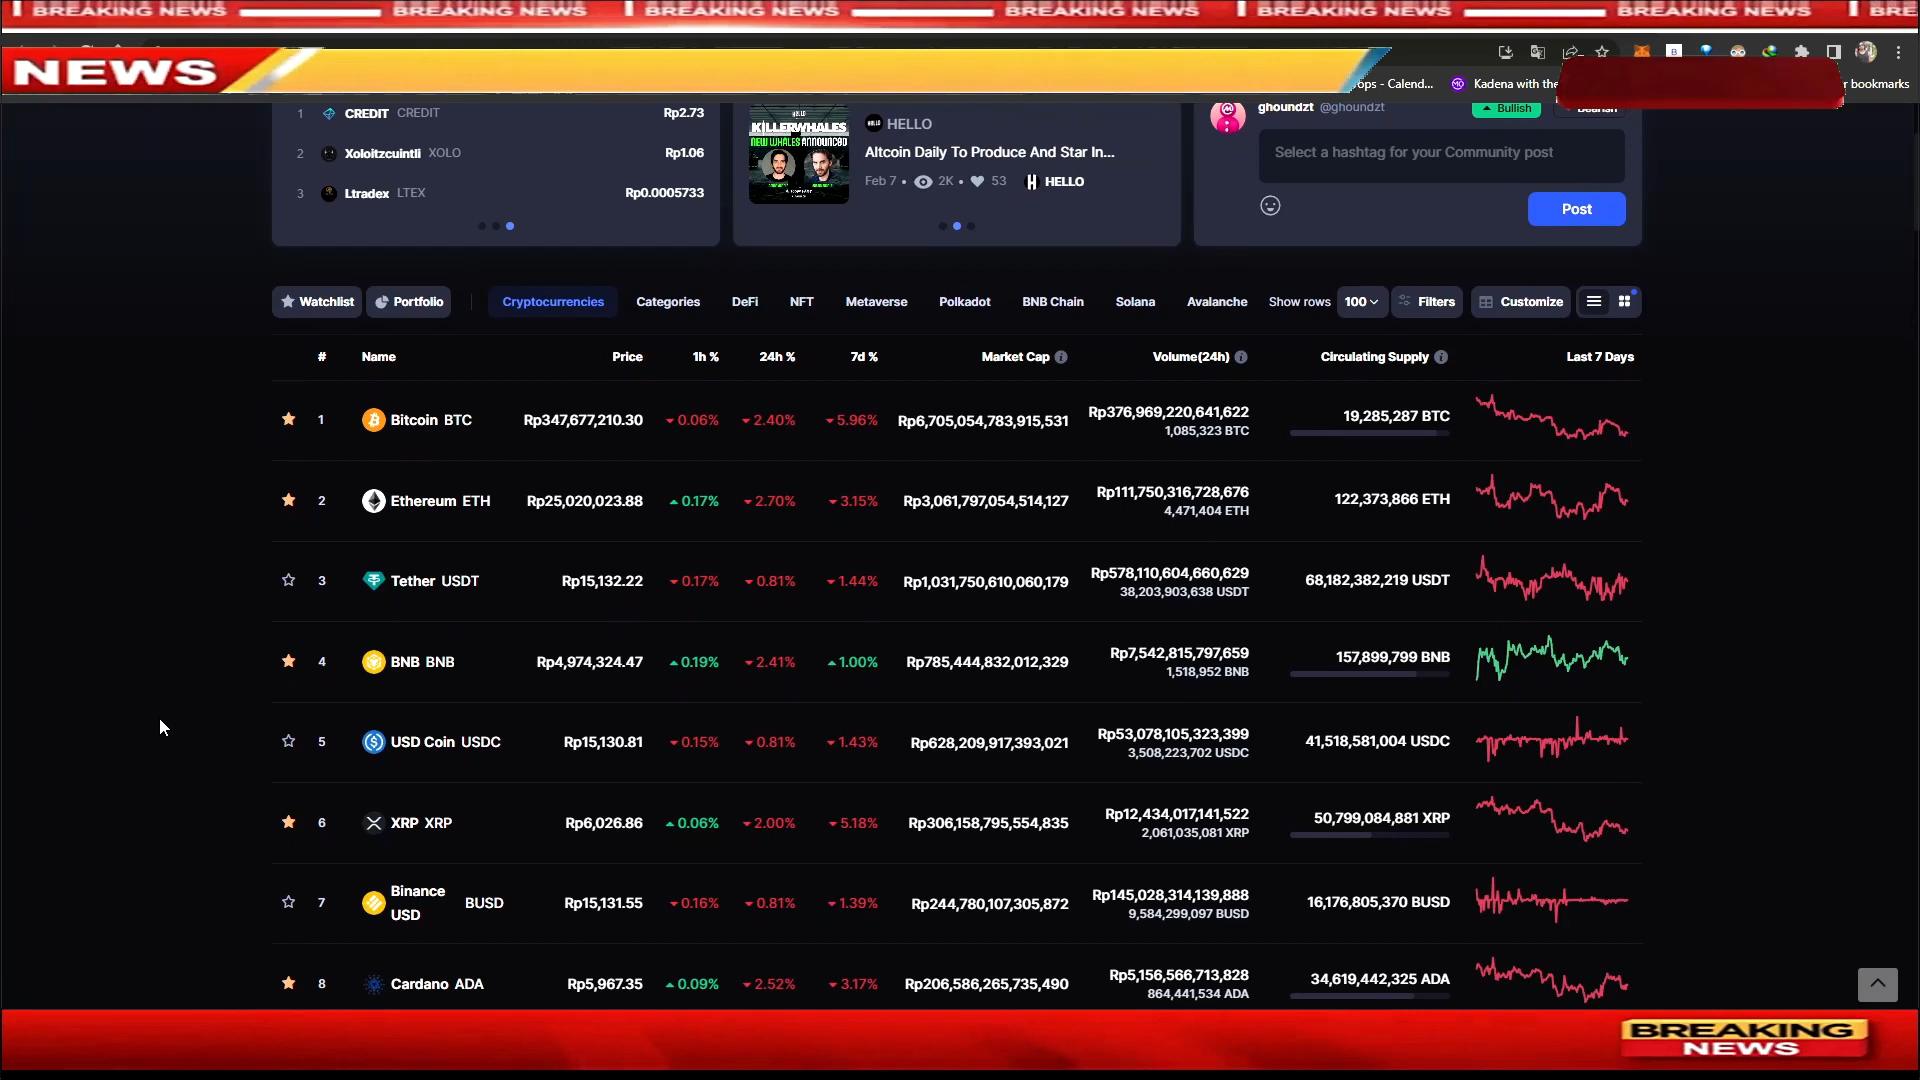 BREAKING NEWS BREAKING NEWS BREAKING NEWS BREAKING NEWS BREAKING NEWS BREAKING NEWS BRE
NEWS
ops - Calend... Kadena with the r bookmarks
1 CREDIT CREDIT Rp2.73
2 Xoloitzcuintli XOLO Rp1.06
3 Ltradex LTEX Rp0.0005733
HELLO
KILLERWHALES
NEW WHALES ANNOUNCED
HELLO
Altcoin Daily To Produce And Star In...
Feb 7 • 2K • 53 HELLO
ghoundzt @ghoundzt Bullish Bearish
Select a hashtag for your Community post
Post
Watchlist Portfolio Cryptocurrencies Categories DeFi NFT Metaverse Polkadot BNB Chain Solana Avalanche Show rows 100 Filters Customize
# Name Price 1h % 24h % 7d % Market Cap Volume(24h) Circulating Supply Last 7 Days
1 Bitcoin BTC Rp347,677,210.30 0.06% 2.40% 5.96% Rp6,705,054,783,915,531 Rp376,969,220,641,622 19,285,287 BTC
1,085,323 BTC
2 Ethereum ETH Rp25,020,023.88 0.17% 2.70% 3.15% Rp3,061,797,054,514,127 Rp111,750,316,728,676 122,373,866 ETH
4,471,404 ETH
3 Tether USDT Rp15,132.22 0.17% 0.81% 1.44% Rp1,031,750,610,060,179 Rp578,110,604,660,629 68,182,382,219 USDT
38,203,903,638 USDT
4 BNB BNB Rp4,974,324.47 0.19% 2.41% 1.00% Rp785,444,832,012,329 Rp7,542,815,797,659 157,899,799 BNB
1,518,952 BNB
5 USD Coin USDC Rp15,130.81 0.15% 0.81% 1.43% Rp628,209,917,393,021 Rp53,078,105,323,399 41,518,581,004 USDC
3,508,223,702 USDC
6 XRP XRP Rp6,026.86 0.06% 2.00% 5.18% Rp306,158,795,554,835 Rp12,434,017,141,522 50,799,084,881 XRP
2,061,035,081 XRP
7 Binance USD BUSD Rp15,131.55 0.16% 0.81% 1.39% Rp244,780,107,305,872 Rp145,028,314,139,888 16,176,805,370 BUSD
9,584,299,097 BUSD
8 Cardano ADA Rp5,967.35 0.09% 2.52% 3.17% Rp206,586,265,735,490 Rp5,156,566,713,828 34,619,442,325 ADA
864,441,534 ADA
BREAKING
NEWS